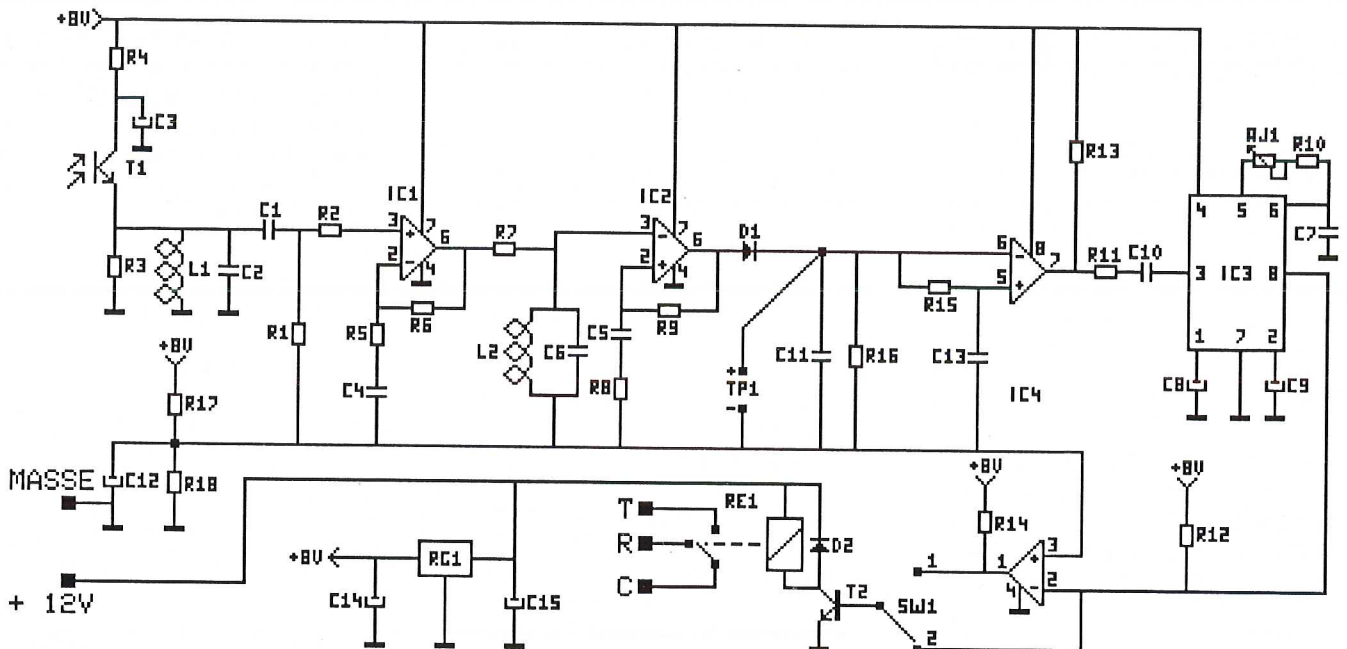 +8V
R4
C3
T1
R3
L1
C2
C1
R2
R1
IC1
3
+
7
6
2
-
4
R5
R6
C4
R7
L2
C6
IC2
3
-
7
6
2
+
4
C5
R9
R8
D1
+
TP1
-
C11
R16
R15
C13
6
-
8
7
5
+
IC4
R13
R11
C10
AJ1
R10
4
5
6
C7
3
IC3
8
1
7
2
C8
C9
+8V
R17
MASSE
C12
R18
+ 12V
+8V
RG1
C14
C15
T
R
C
RE1
D2
T2
SW1
1
2
+8V
R14
1
+
3
-
2
4
+8V
R12